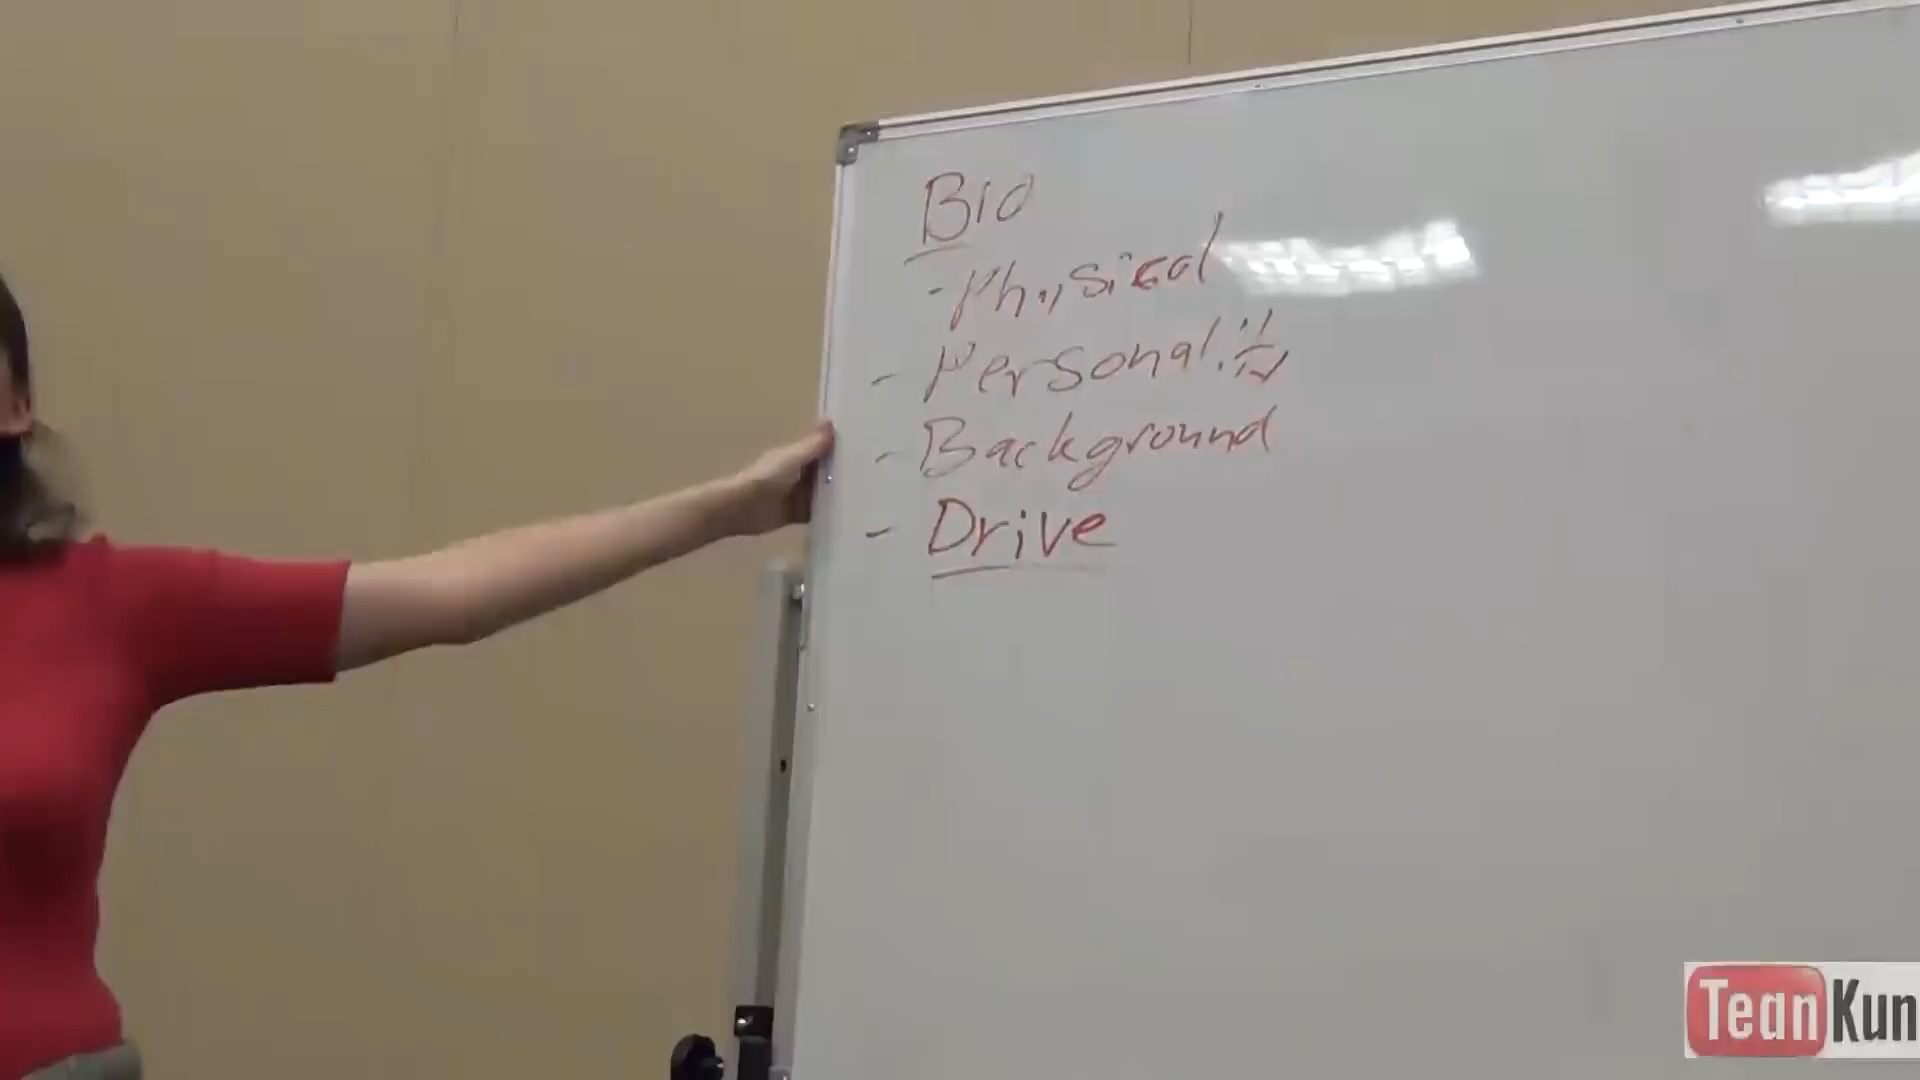 Bio
- Physical
- Personality
- Background
- Drive
TeanKun